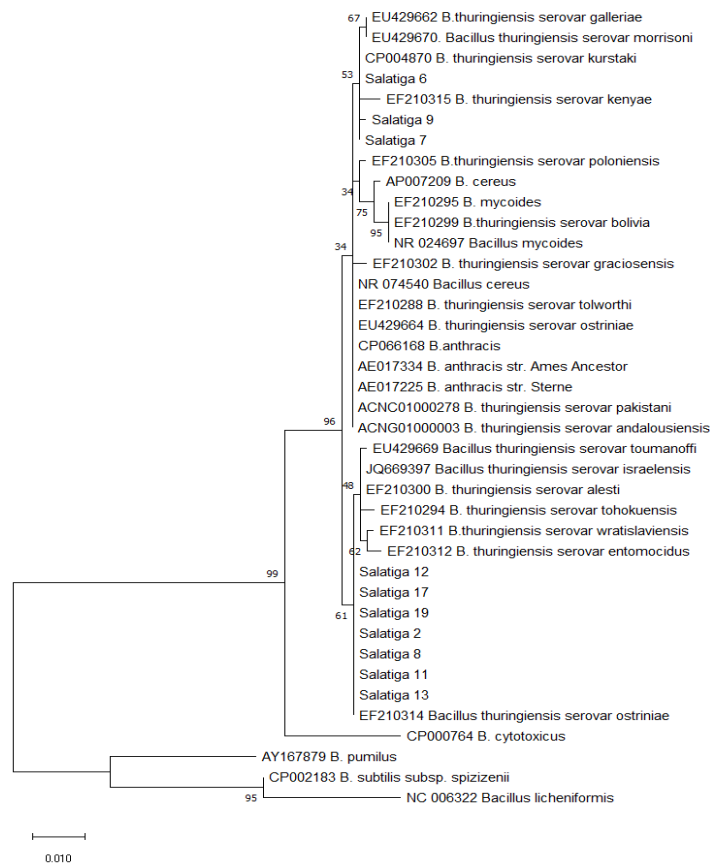 67
EU429662 B.thuringiensis serovar galleriae
EU429670. Bacillus thuringiensis serovar morrisoni
CP004870 B. thuringiensis serovar kurstaki
53
Salatiga 6
EF210315 B. thuringiensis serovar kenyae
Salatiga 9
Salatiga 7
EF210305 B.thuringiensis serovar poloniensis
AP007209 B. cereus
34
EF210295 B. mycoides
75
EF210299 B.thuringiensis serovar bolivia
95
NR 024697 Bacillus mycoides
34
EF210302 B. thuringiensis serovar graciosensis
NR 074540 Bacillus cereus
EF210288 B. thuringiensis serovar tolworthi
EU429664 B. thuringiensis serovar ostriniae
CP066168 B.anthracis
AE017334 B. anthracis str. Ames Ancestor
AE017225 B. anthracis str. Sterne
ACNC01000278 B. thuringiensis serovar pakistani
96
ACNG01000003 B. thuringiensis serovar andalousiensis
EU429669 Bacillus thuringiensis serovar toumanoffi
JQ669397 Bacillus thuringiensis serovar israelensis
48
EF210300 B. thuringiensis serovar alesti
EF210294 B. thuringiensis serovar tohokuensis
EF210311 B.thuringiensis serovar wratislaviensis
62
EF210312 B. thuringiensis serovar entomocidus
99
Salatiga 12
Salatiga 17
61
Salatiga 19
Salatiga 2
Salatiga 8
Salatiga 11
Salatiga 13
EF210314 Bacillus thuringiensis serovar ostriniae
CP000764 B. cytotoxicus
AY167879 B. pumilus
CP002183 B. subtilis subsp. spizizenii
95
NC 006322 Bacillus licheniformis
0.010